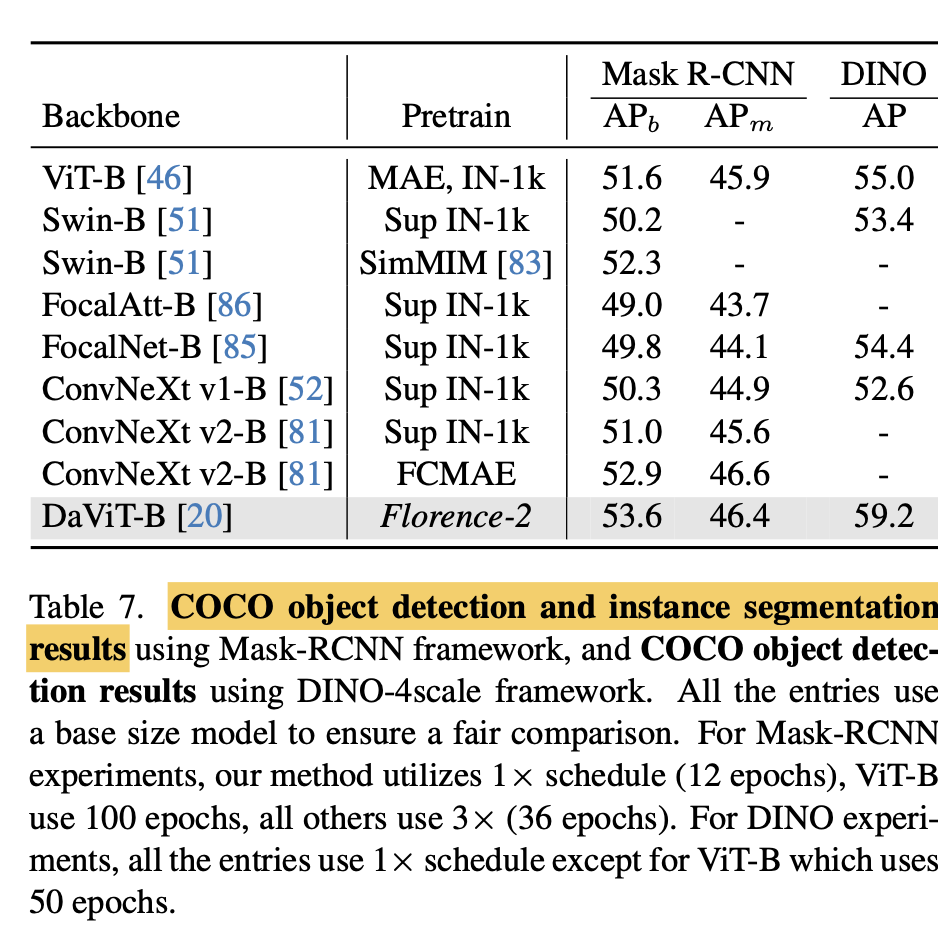 Mask R-CNN DINO
Backbone Pretrain AP_b AP_m AP
ViT-B [46] MAE, IN-1k 51.6 45.9 55.0
Swin-B [51] Sup IN-1k 50.2 - 53.4
Swin-B [51] SimMIM [83] 52.3 - -
FocalAtt-B [86] Sup IN-1k 49.0 43.7 -
FocalNet-B [85] Sup IN-1k 49.8 44.1 54.4
ConvNeXt v1-B [52] Sup IN-1k 50.3 44.9 52.6
ConvNeXt v2-B [81] Sup IN-1k 51.0 45.6 -
ConvNeXt v2-B [81] FCMAE 52.9 46.6 -
DaViT-B [20] Florence-2 53.6 46.4 59.2
Table 7. COCO object detection and instance segmentation
results using Mask-RCNN framework, and COCO object detec-
tion results using DINO-4scale framework. All the entries use
a base size model to ensure a fair comparison. For Mask-RCNN
experiments, our method utilizes 1× schedule (12 epochs), ViT-B
use 100 epochs, all others use 3× (36 epochs). For DINO experi-
ments, all the entries use 1× schedule except for ViT-B which uses
50 epochs.